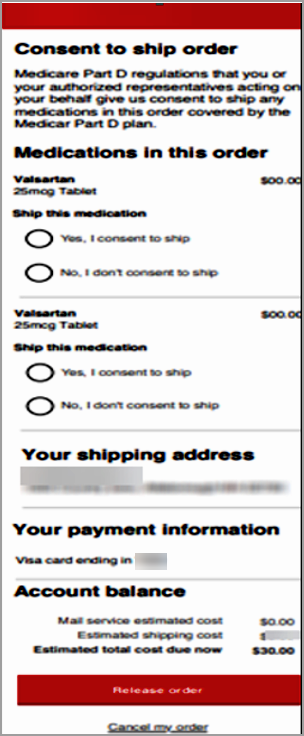 Consent to ship order
Medicare Part D regulations that you or
your authorized representatives acting on
your behalf give us consent to ship any
medications in this order covered by the
Medicar Part D plan.
Medications in this order
Valsartan $00.00
25mcg Tablet
Ship this medication
Yes, I consent to ship
No, I don't consent to ship
Valsartan $00.00
25mcg Tablet
Ship this medication
Yes, I consent to ship
No, I don't consent to ship
Your shipping address
Your payment information
Visa card ending in
Account balance
Mail service estimated cost $0.00
Estimated shipping cost
Estimated total cost due now $30.00
Release order
Cancel my order